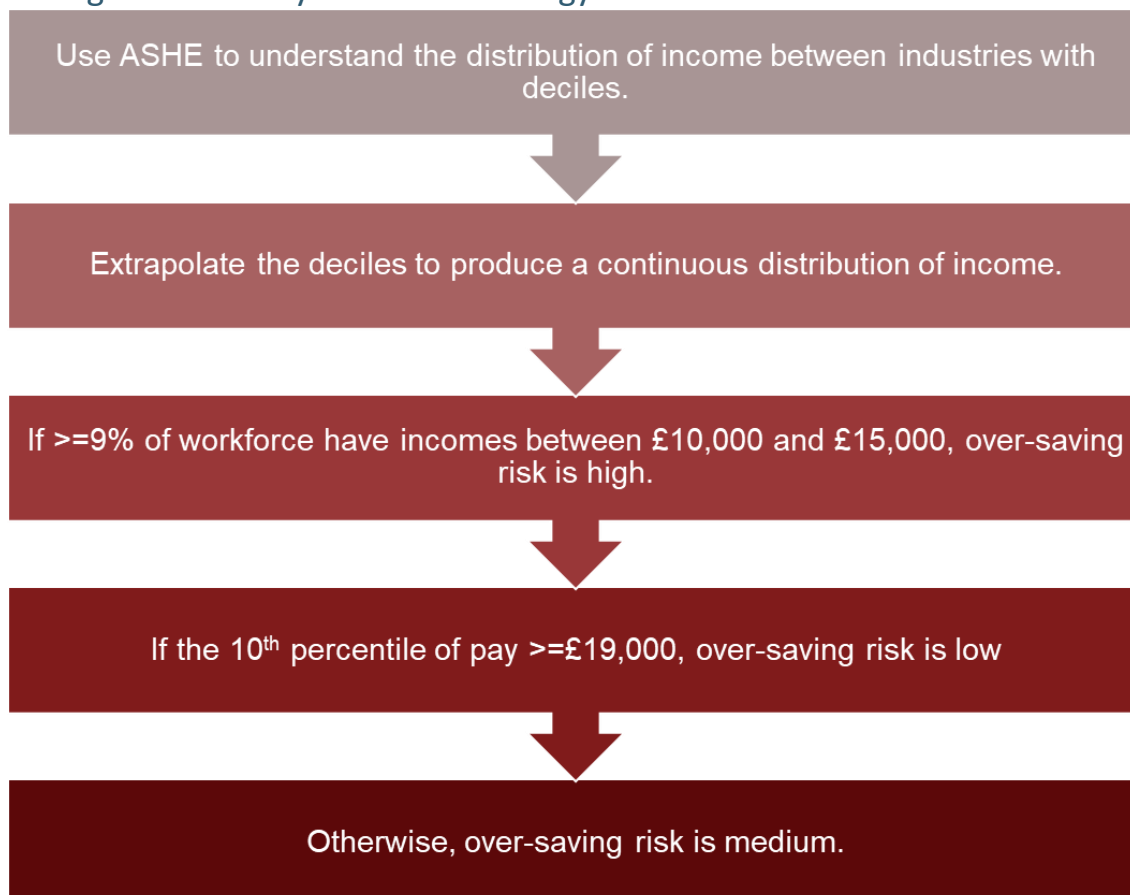 Use ASHE to understand the distribution of income between industries with
deciles.
Extrapolate the deciles to produce a continuous distribution of income.
If >=9% of workforce have incomes between £10,000 and £15,000, over-saving
risk is high.
If the 10th percentile of pay >=£19,000, over-saving risk is low
Otherwise, over-saving risk is medium.